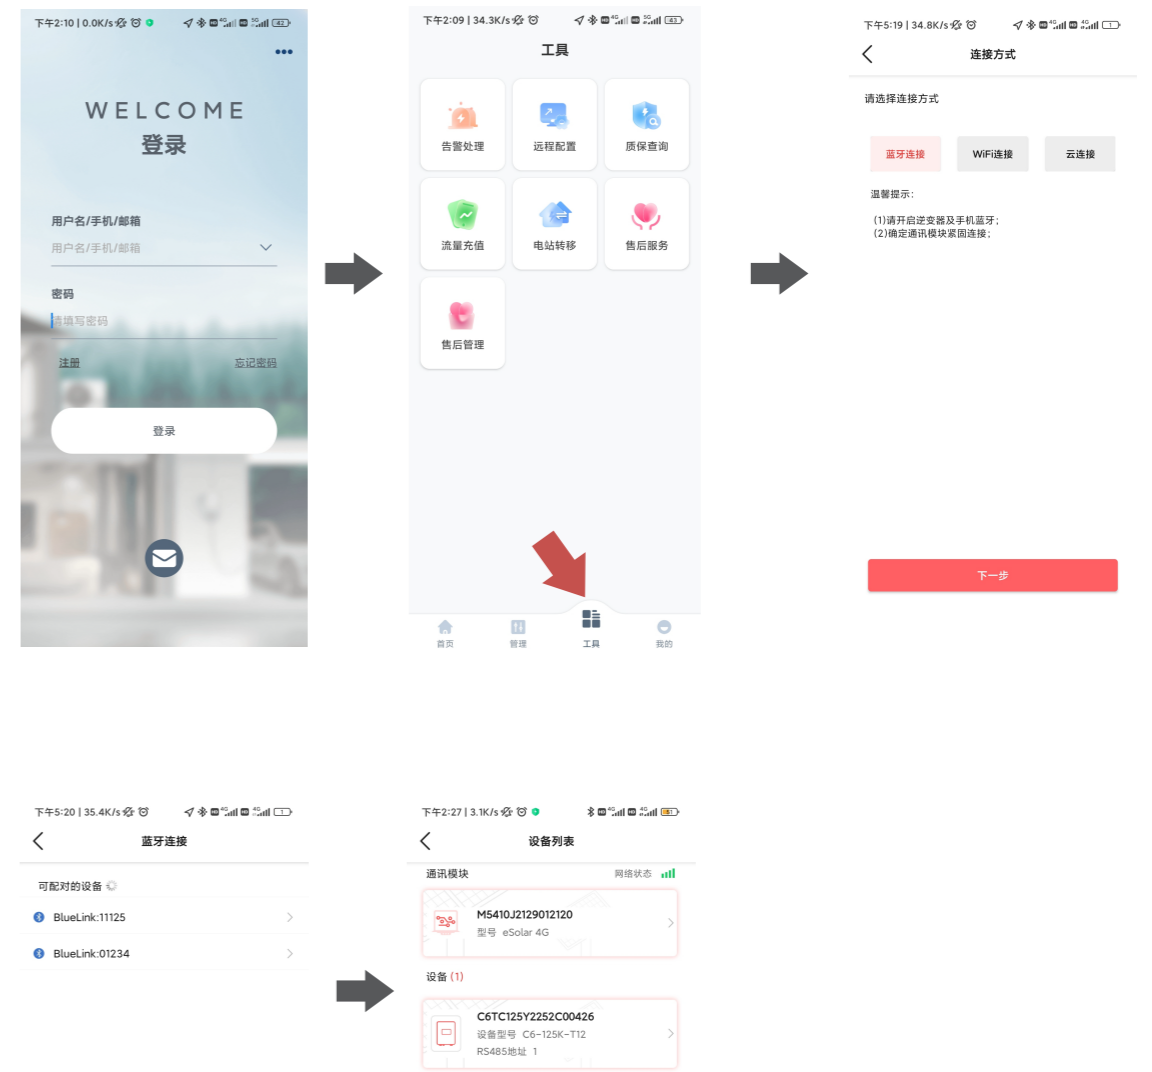 下午2:10 | 0.0K/s
WELCOME
登录
用户名/手机/邮箱
用户名/手机/邮箱
密码
请填写密码
注册 忘记密码
登录
下午2:09 | 34.3K/s
工具
告警处理 远程配置 质保查询
流量充值 电站转移 售后服务
售后管理
首页 管理 工具 我的
下午5:19 | 34.8K/s
连接方式
请选择连接方式
蓝牙连接 WiFi连接 云连接
温馨提示:
(1)请开启逆变器及手机蓝牙;
(2)确定通讯模块紧固连接;
下一步
下午5:20 | 35.4K/s
蓝牙连接
可配对的设备
BlueLink:11125
BlueLink:01234
下午2:27 | 3.1K/s
设备列表
通讯模块 网络状态
M5410J2129012120
型号 eSolar 4G
设备 (1)
C6TC125Y2252C00426
设备型号 C6-125K-T12
RS485地址 1